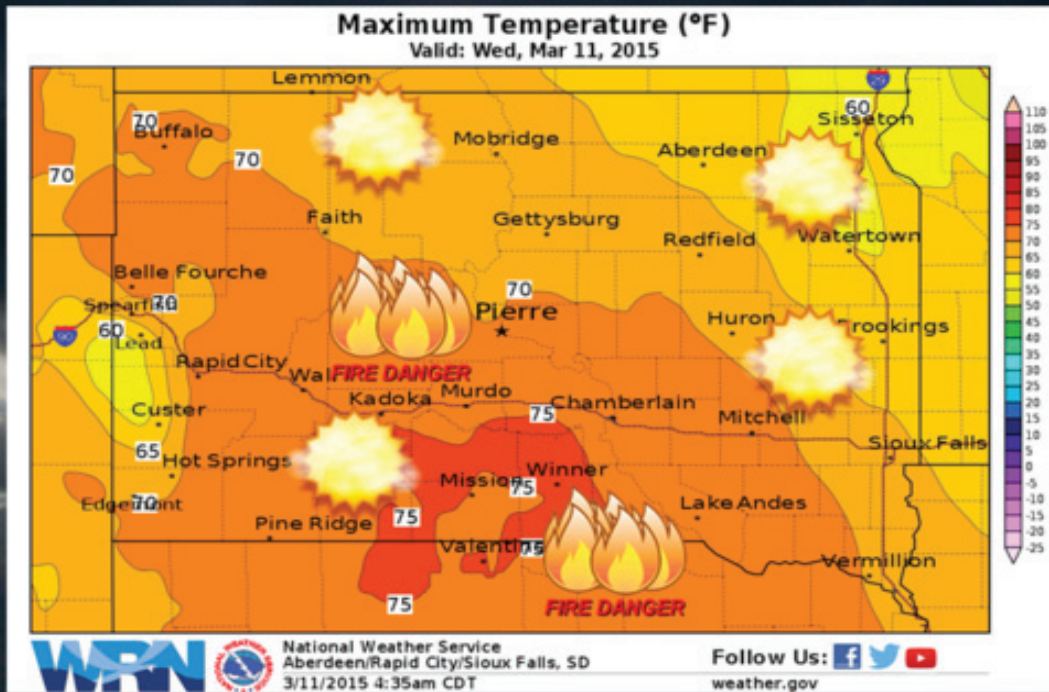 Maximum Temperature (°F)
Valid: Wed, Mar 11, 2015
Lemmon
70
Buffalo
Mobridge
60
Sisseton
29
Aberdeen
70
70
Faith
Gettysburg
Redfield
Watertown
Belle Fourche
70
Spearfish
70
Pierre
Huron
Brookings
90
60
Lead
Rapid City
Wall
FIRE DANGER
Kadoka
Murdo
75
Chamberlain
Mitchell
Custer
65
Sioux Falls
Hot Springs
Mission
75
Winner
Edgemont
70
75
Lake Andes
Pine Ridge
Valentine
75
Vermillion
75
FIRE DANGER
110
105
100
95
90
85
80
75
70
65
60
55
50
45
40
35
30
25
20
15
10
5
0
-5
-10
-15
-20
-25
WRN
National Weather Service
Aberdeen/Rapid City/Sioux Falls, SD
3/11/2015 4:35am CDT
Follow Us:
weather.gov